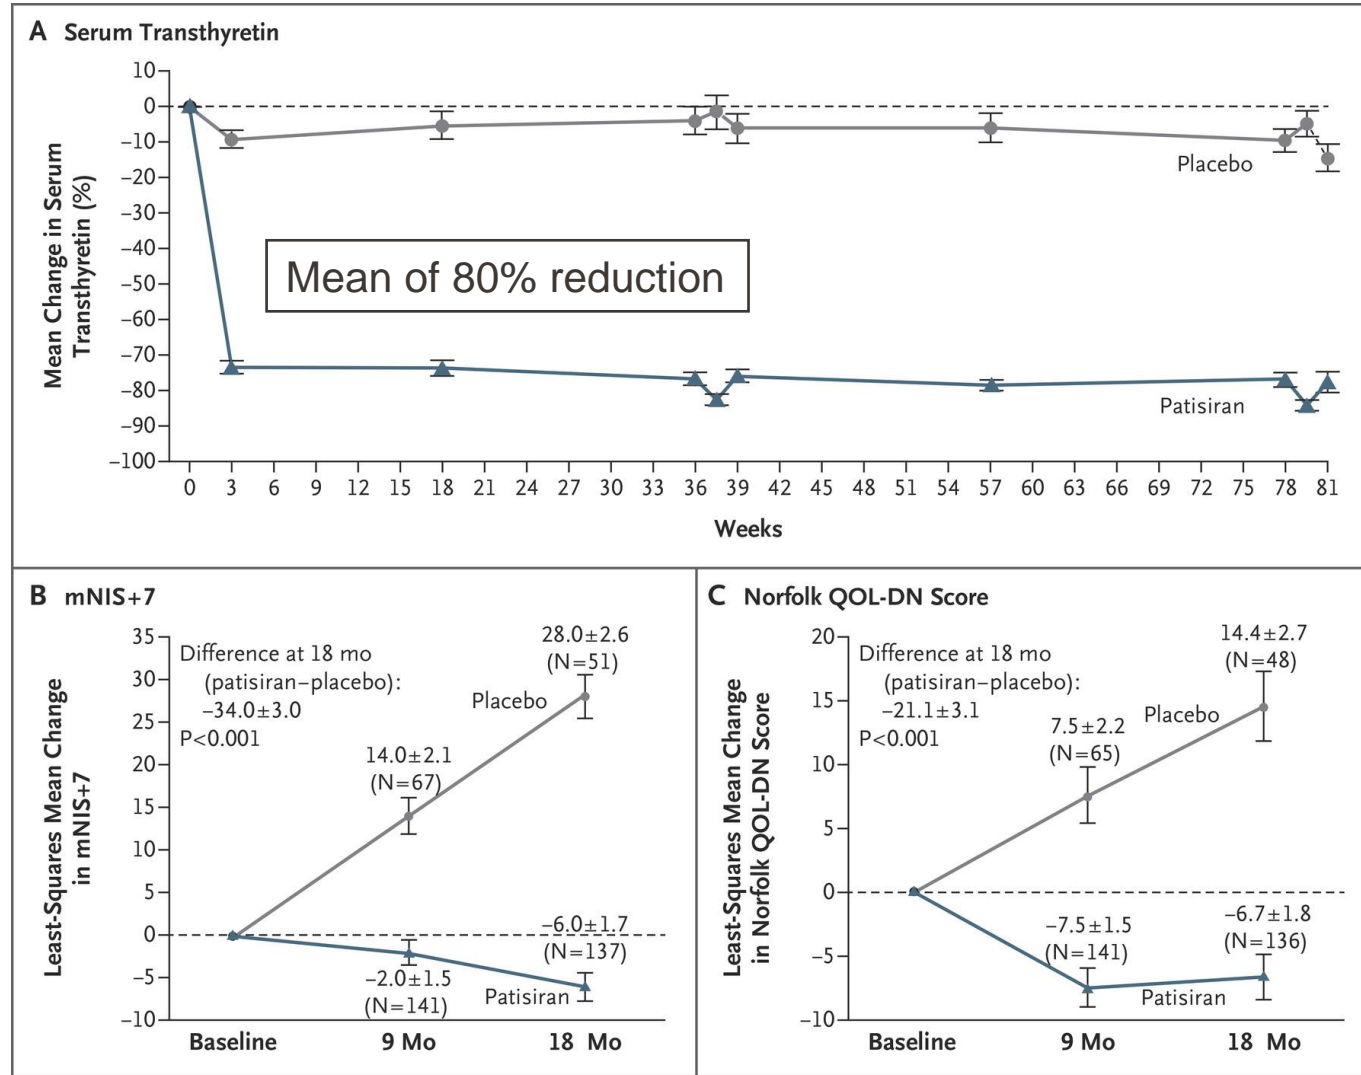 A Serum Transthyretin
Mean Change in Serum
Transthyretin (%)
10
0
–10
–20
–30
–40
–50
–60
–70
–80
–90
–100
Placebo
Mean of 80% reduction
Patisiran
0 3 6 9 12 15 18 21 24 27 30 33 36 39 42 45 48 51 54 57 60 63 66 69 72 75 78 81
Weeks
B mNIS+7
Least-Squares Mean Change
in mNIS+7
35
30
25
20
15
10
5
0
–5
–10
Difference at 18 mo
(patisiran–placebo):
–34.0±3.0
P<0.001
28.0±2.6
(N=51)
Placebo
14.0±2.1
(N=67)
–6.0±1.7
(N=137)
–2.0±1.5
(N=141)
Patisiran
Baseline 9 Mo 18 Mo
C Norfolk QOL-DN Score
Least-Squares Mean Change
in Norfolk QOL-DN Score
20
15
10
5
0
–5
–10
Difference at 18 mo
(patisiran–placebo):
–21.1±3.1
P<0.001
14.4±2.7
(N=48)
Placebo
7.5±2.2
(N=65)
–7.5±1.5
(N=141)
–6.7±1.8
(N=136)
Patisiran
Baseline 9 Mo 18 Mo